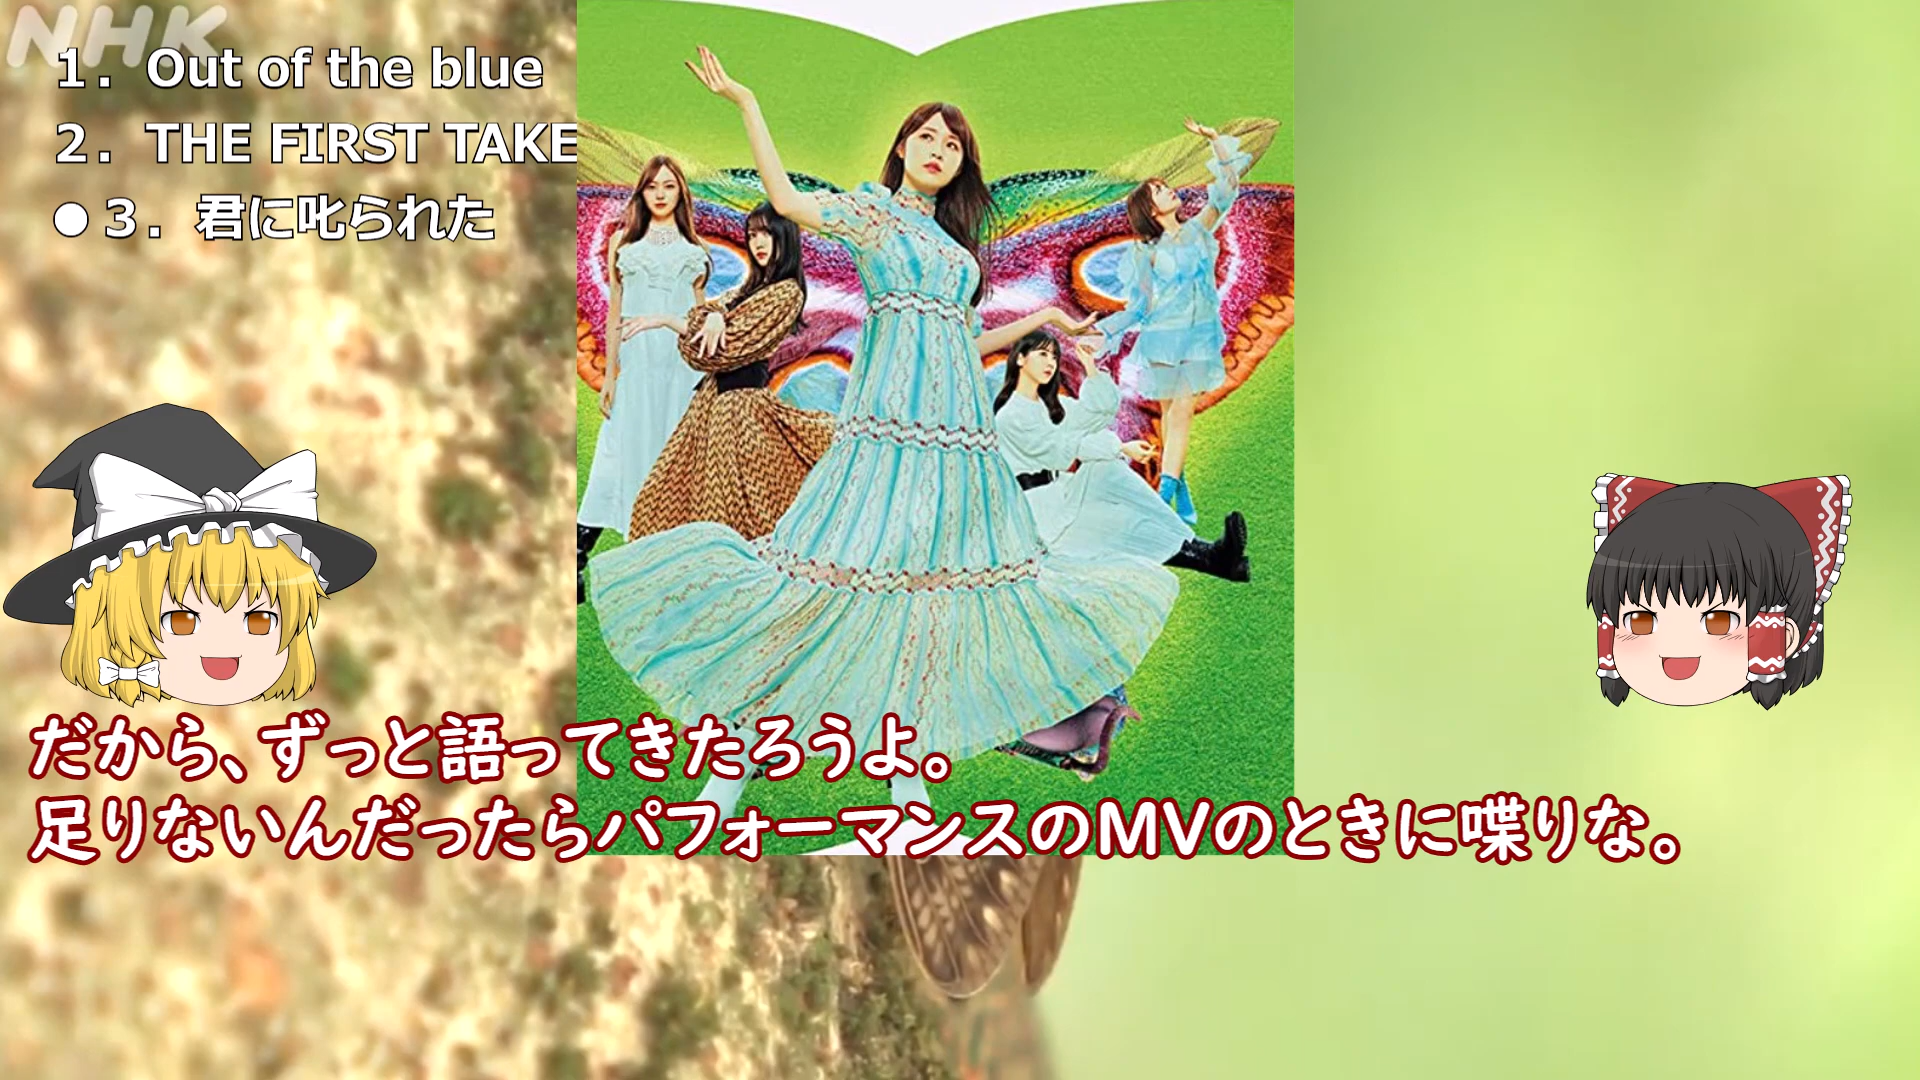 NHK
1．Out of the blue
2．THE FIRST TAKE
●3．君に叱られた
だから、ずっと語ってきたろうよ。
足りないんだったらパフォーマンスのMVのときに喋りな。